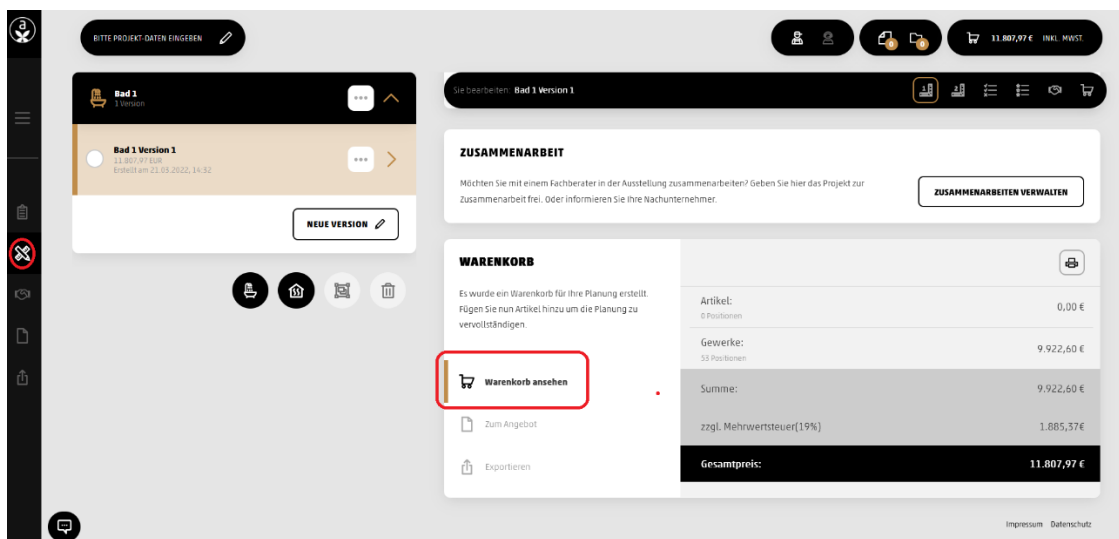 a
BITTE PROJEKT-DATEN EINGEBEN
0
0
11.807,97 € INKL. MWST.
Bad 1
1 Version
Bad 1 Version 1
11.807,97 EUR
Erstellt am 21.03.2022, 14:32
NEUE VERSION
Sie bearbeiten: Bad 1 Version 1
1
2
ZUSAMMENARBEIT
Möchten Sie mit einem Fachberater in der Ausstellung zusammenarbeiten? Geben Sie hier das Projekt zur
Zusammenarbeit frei. Oder informieren Sie Ihre Nachunternehmer.
ZUSAMMENARBEITEN VERWALTEN
WARENKORB
Es wurde ein Warenkorb für Ihre Planung erstellt.
Fügen Sie nun Artikel hinzu um die Planung zu
vervollständigen.
Warenkorb ansehen
Zum Angebot
Exportieren
Artikel: 0,00 €
0 Positionen
Gewerke: 9.922,60 €
53 Positionen
Summe: 9.922,60 €
zzgl. Mehrwertsteuer(19%) 1.885,37€
Gesamtpreis: 11.807,97 €
Impressum Datenschutz